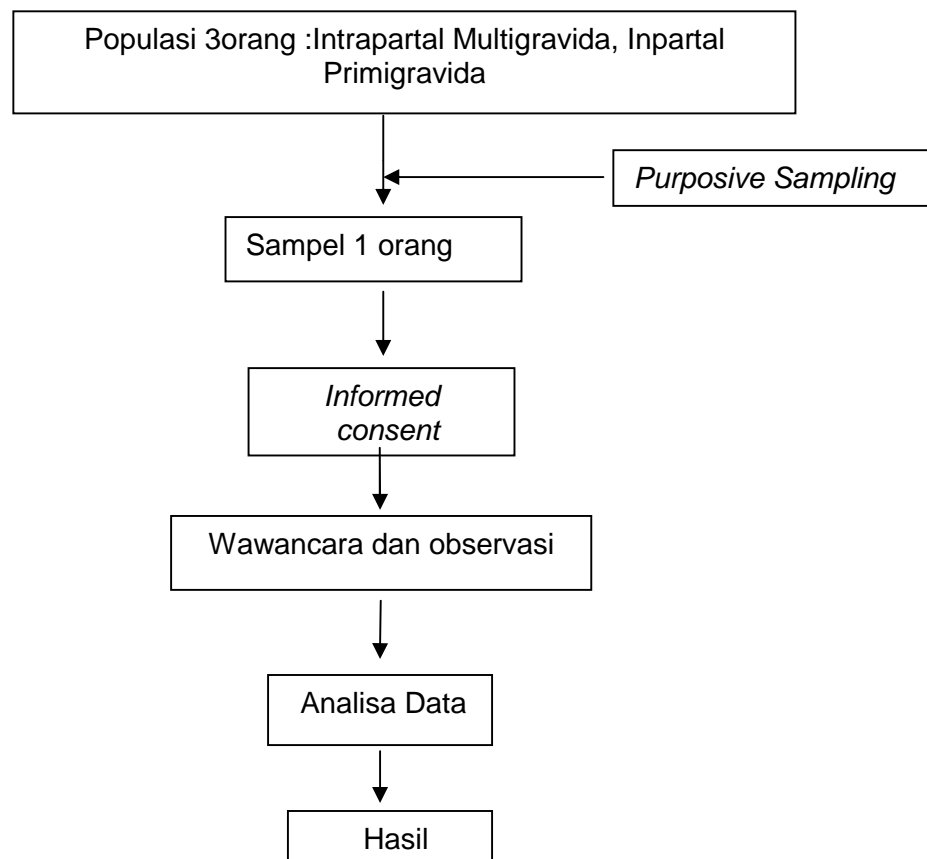 Populasi 3orang :Intrapartal Multigravida, Inpartal
Primigravida
Purposive Sampling
Sampel 1 orang
Informed
consent
Wawancara dan observasi
Analisa Data
Hasil